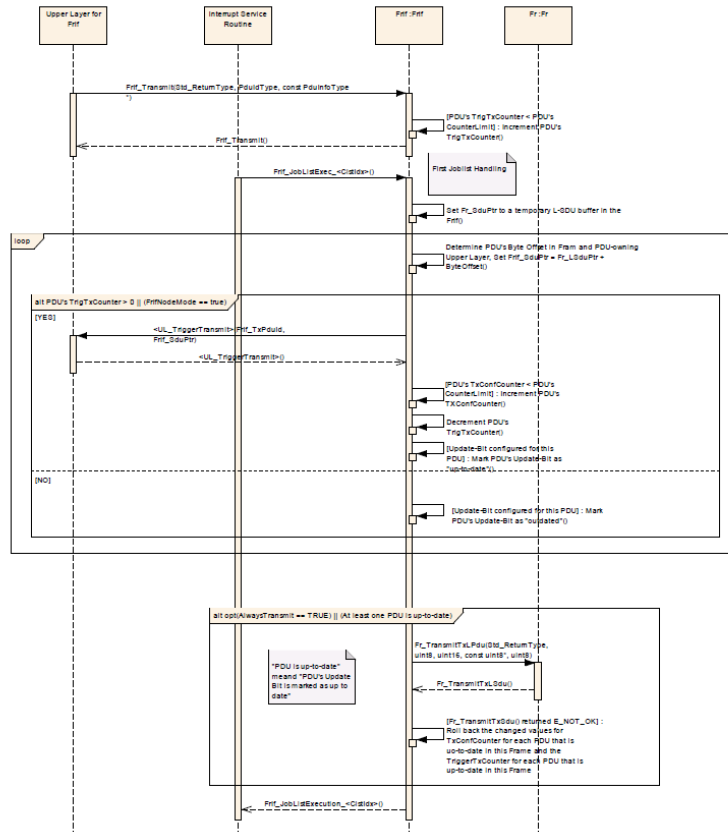 Upper Layer for
FrIf
Interrupt Service
Routine
FrIf :FrIf
Fr :Fr
FrIf_Transmit(Std_ReturnType, PduIdType, const PduInfoType
*)
[PDU's TrigTxCounter < PDU's
CounterLimit] : Increment PDU's
TrigTxCounter()
FrIf_Transmit()
First Joblist Handling
FrIf_JobListExec_<ClstIdx>()
Set Fr_SduPtr to a temporary L-SDU buffer in the
FrIf()
loop
Determine PDU's Byte Offset in Fram and PDU-owning
Upper Layer, Set FrIf_SduPtr = Fr_LSduPtr +
ByteOffset()
alt PDU's TrigTxCounter > 0 || (FrIfNodeMode == true)
[YES]
<UL_TriggerTransmit>(FrIf_TxPduId,
FrIf_SduPtr)
<UL_TriggerTransmit>()
[PDU's TxConfCounter < PDU's
CounterLimit] : Increment PDU's
TXConfCounter()
Decrement PDU's
TrigTxCounter()
[Update-Bit configured for this
PDU] : Mark PDU's Update-Bit as
"up-to-date"()
[NO]
[Update-Bit configured for this PDU] : Mark
PDU's Update-Bit as "outdated"()
alt opt(AlwaysTransmit == TRUE) || (At least one PDU is up-to-date)
"PDU is up-to-date"
meand "PDU's Update
Bit is marked as up to
date"
Fr_TransmitTxLPdu(Std_ReturnType,
uint8, uint16, const uint8*, uint8)
Fr_TransmitTxLSdu()
[Fr_TransmitTxSdu() returned E_NOT_OK] :
Roll back the changed values for
TxConfCounter for each PDU that is
uo-to-date in this Frame and the
TriggerTxCounter for each PDU that is
up-to-date in this Frame
FrIf_JobListExecution_<ClstIdx>()